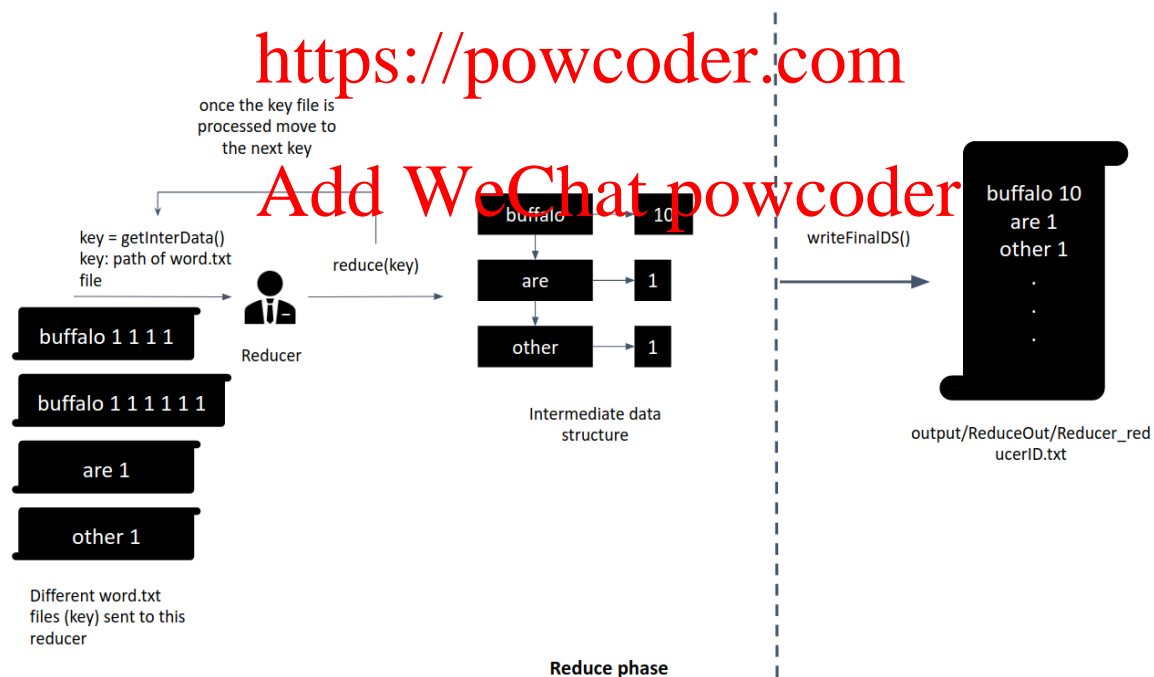 https://powcoder.com
once the key file is
processed move to
the next key
Add WeChat powcoder
key = getInterData()
key: path of word.txt
file
reduce(key)
Reducer
buffalo 1 1 1 1
buffalo 1 1 1 1 1 1
are 1
other 1
Different word.txt
files (key) sent to this
reducer
buffalo
10
are
1
other
1
Intermediate data
structure
writeFinalDS()
buffalo 10
are 1
other 1
.
.
.
output/ReduceOut/Reducer_red
ucerID.txt
Reduce phase